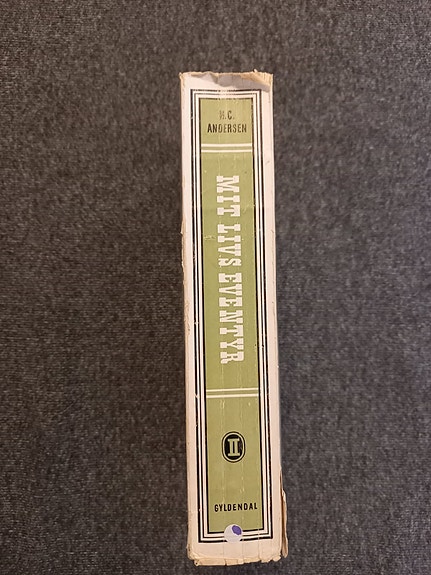 H.C.
ANDERSEN
MIT LIVS EVENTYR
II
GYLDENDAL